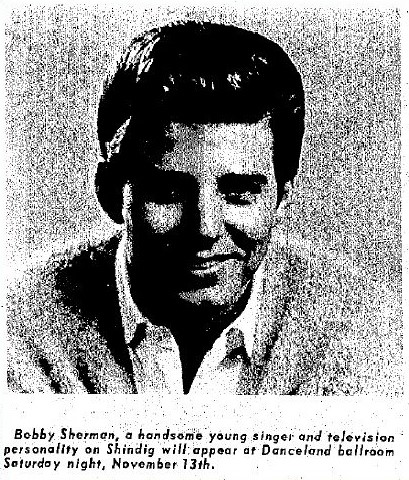 Bobby Sherman, a handsome young singer and television
personality on Shindig will appear at Danceland ballroom
Saturday night, November 13th.